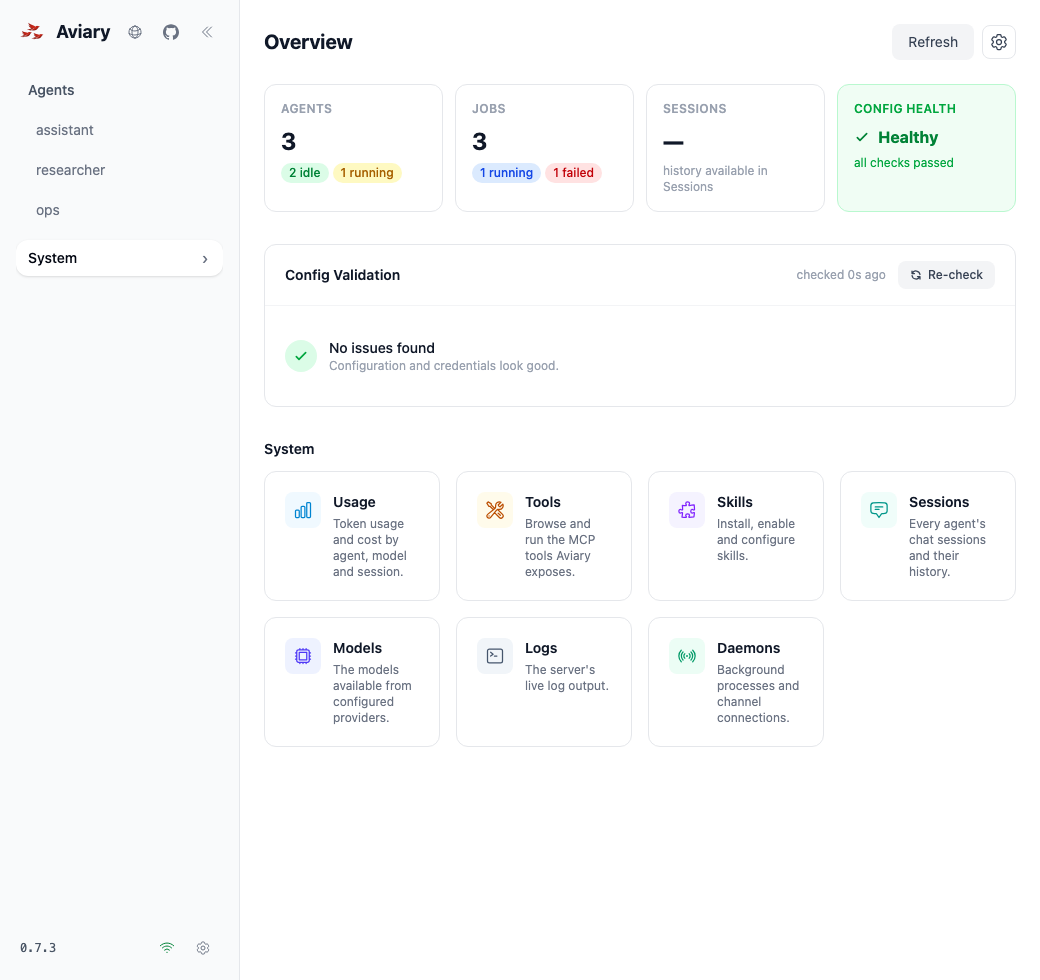 Aviary
Agents
assistant
researcher
ops
System
0.7.3
Overview
Refresh
AGENTS
3
2 idle
1 running
JOBS
3
1 running
1 failed
SESSIONS
—
history available in
Sessions
CONFIG HEALTH
Healthy
all checks passed
Config Validation
checked 0s ago
Re-check
No issues found
Configuration and credentials look good.
System
Usage
Token usage
and cost by
agent, model
and session.
Tools
Browse and
run the MCP
tools Aviary
exposes.
Skills
Install, enable
and configure
skills.
Sessions
Every agent's
chat sessions
and their
history.
Models
The models
available from
configured
providers.
Logs
The server's
live log output.
Daemons
Background
processes and
channel
connections.